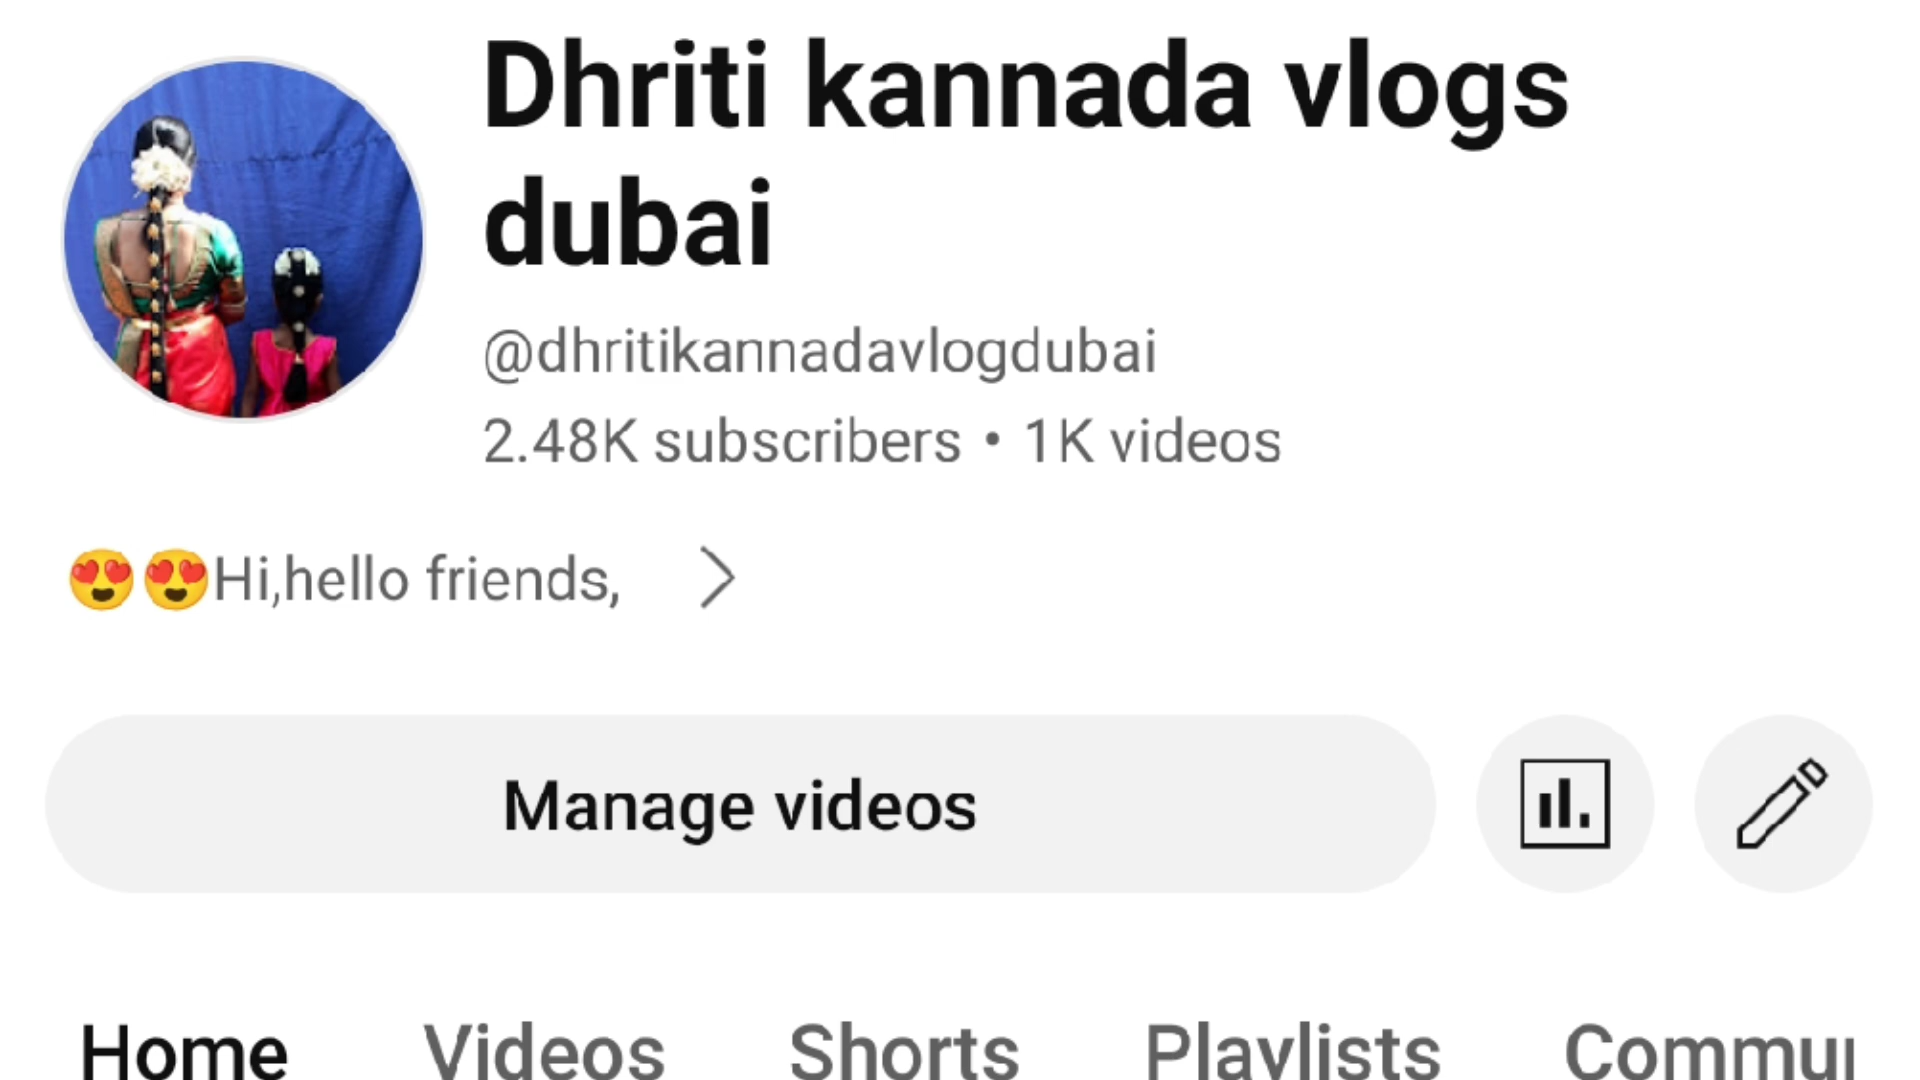 Dhriti kannada vlogs
dubai
@dhritikannadavlogdubai
2.48K subscribers • 1K videos
😍😍Hi,hello friends,
Manage videos
Home Videos Shorts Playlists